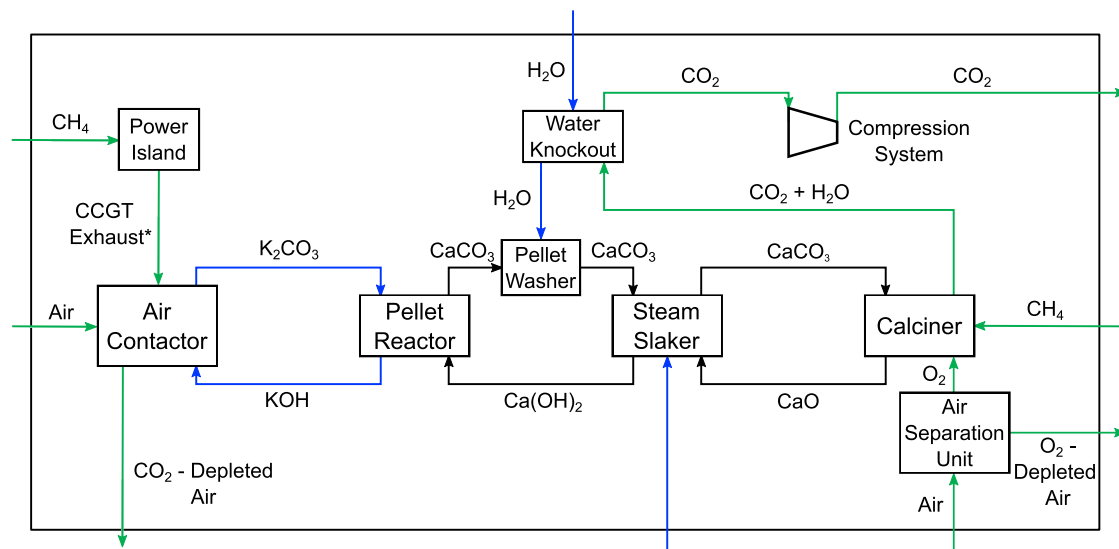 H₂O
CO₂
CO₂
CH₄
Power
Island
Water
Knockout
Compression
System
H₂O
CO₂ + H₂O
CCGT
Exhaust*
K₂CO₃
CaCO₃
Pellet
Washer
CaCO₃
CaCO₃
Air
Air
Contactor
Pellet
Reactor
Steam
Slaker
Calciner
CH₄
KOH
Ca(OH)₂
CaO
O₂
Air
Separation
Unit
O₂ -
Depleted
Air
CO₂ - Depleted
Air
Air